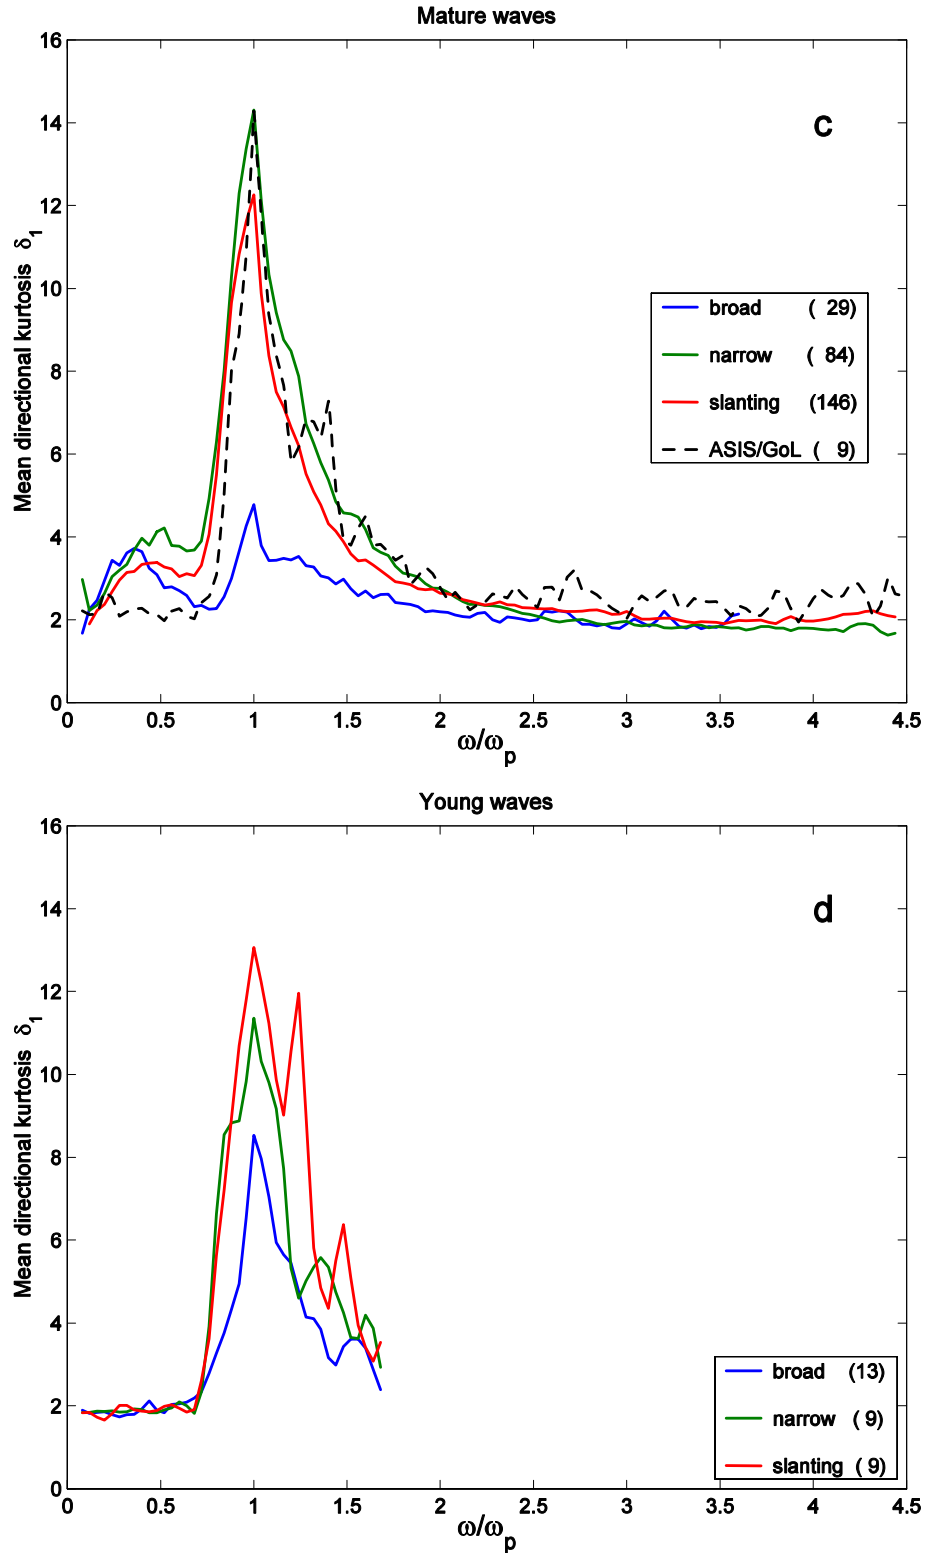 Mature waves
16
14
12
10
8
6
4
2
0
Mean directional kurtosis δ1
c
broad ( 29)
narrow ( 84)
slanting (146)
ASIS/GoL ( 9)
0 0.5 1 1.5 2 2.5 3 3.5 4 4.5
ω/ωp
Young waves
16
14
12
10
8
6
4
2
0
Mean directional kurtosis δ1
d
broad (13)
narrow ( 9)
slanting ( 9)
0 0.5 1 1.5 2 2.5 3 3.5 4 4.5
ω/ωp